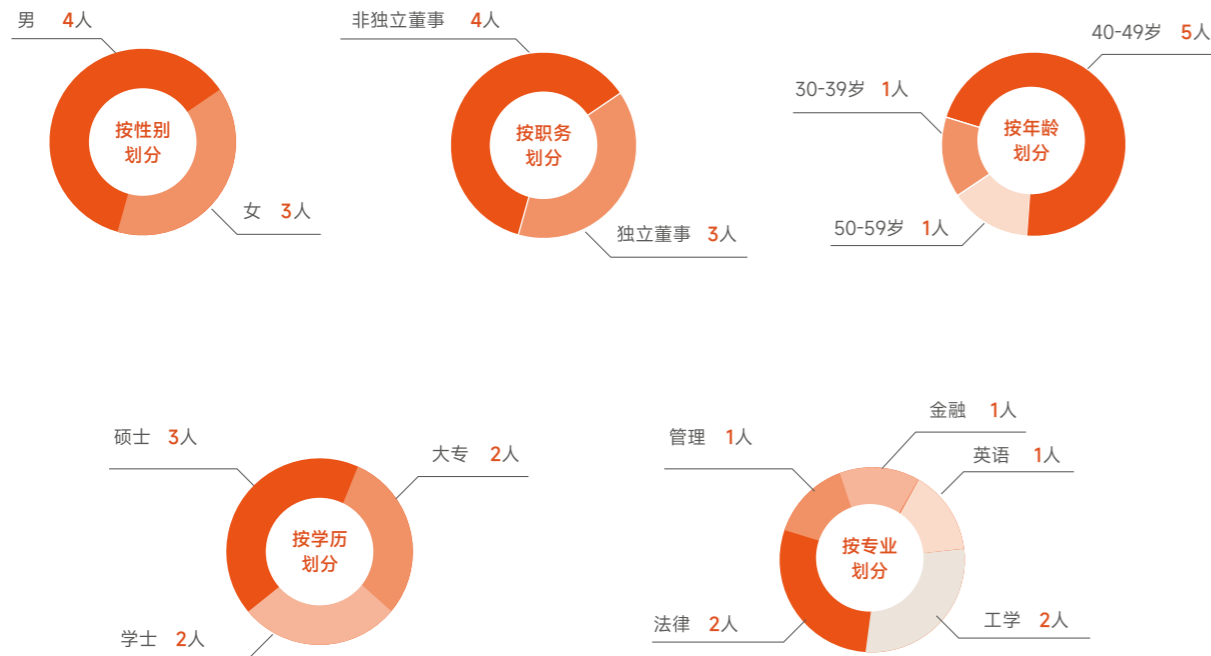 男 4人
按性别
划分
女 3人
非独立董事 4人
按职务
划分
独立董事 3人
40-49岁 5人
30-39岁 1人
按年龄
划分
50-59岁 1人
硕士 3人
大专 2人
按学历
划分
学士 2人
金融 1人
管理 1人
英语 1人
按专业
划分
法律 2人
工学 2人